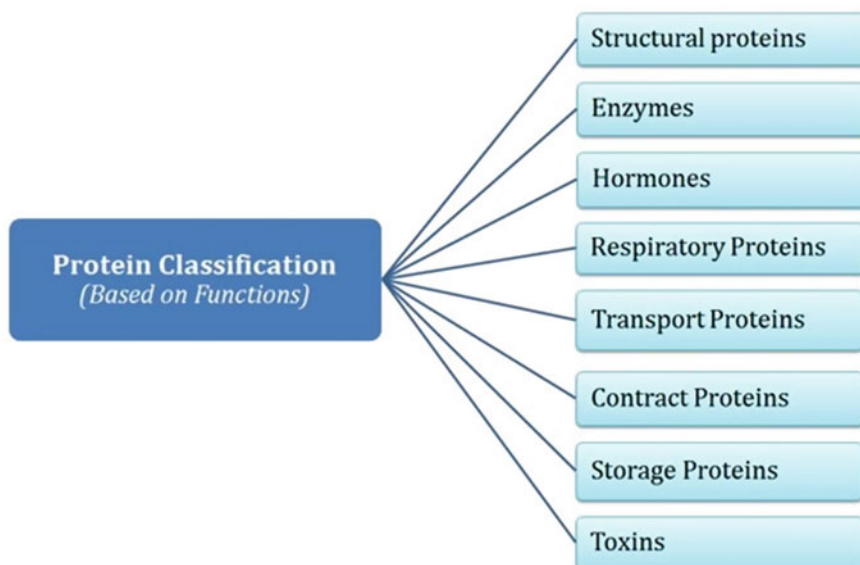 Structural proteins
Enzymes
Hormones
Respiratory Proteins
Protein Classification
(Based on Functions)
Transport Proteins
Contract Proteins
Storage Proteins
Toxins